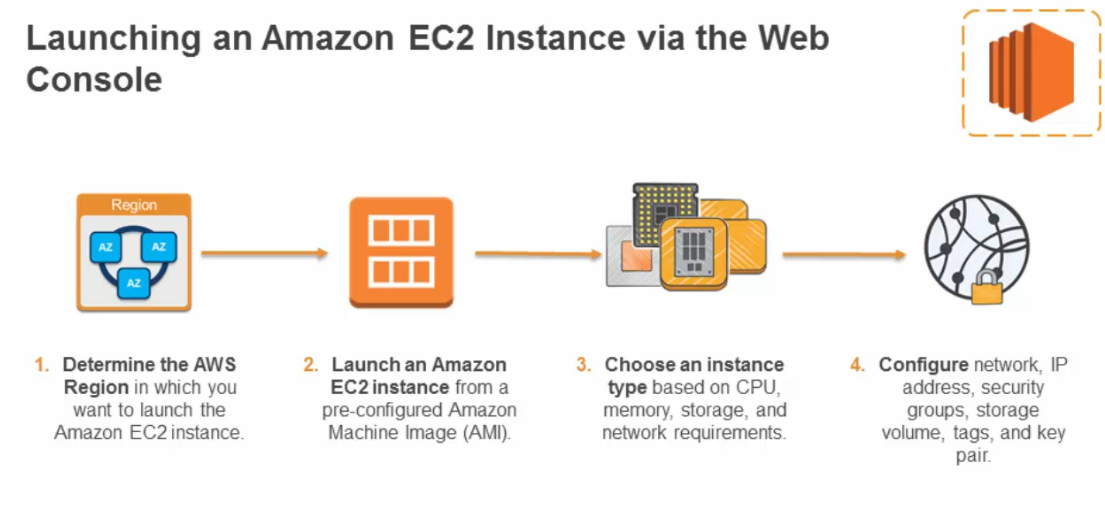 Launching an Amazon EC2 Instance via the Web
Console
Region
AZ
AZ
AZ
1. Determine the AWS
Region in which you
want to launch the
Amazon EC2 instance.
2. Launch an Amazon
EC2 instance from a
pre-configured Amazon
Machine Image (AMI).
3. Choose an instance
type based on CPU,
memory, storage, and
network requirements.
4. Configure network, IP
address, security
groups, storage
volume, tags, and key
pair.